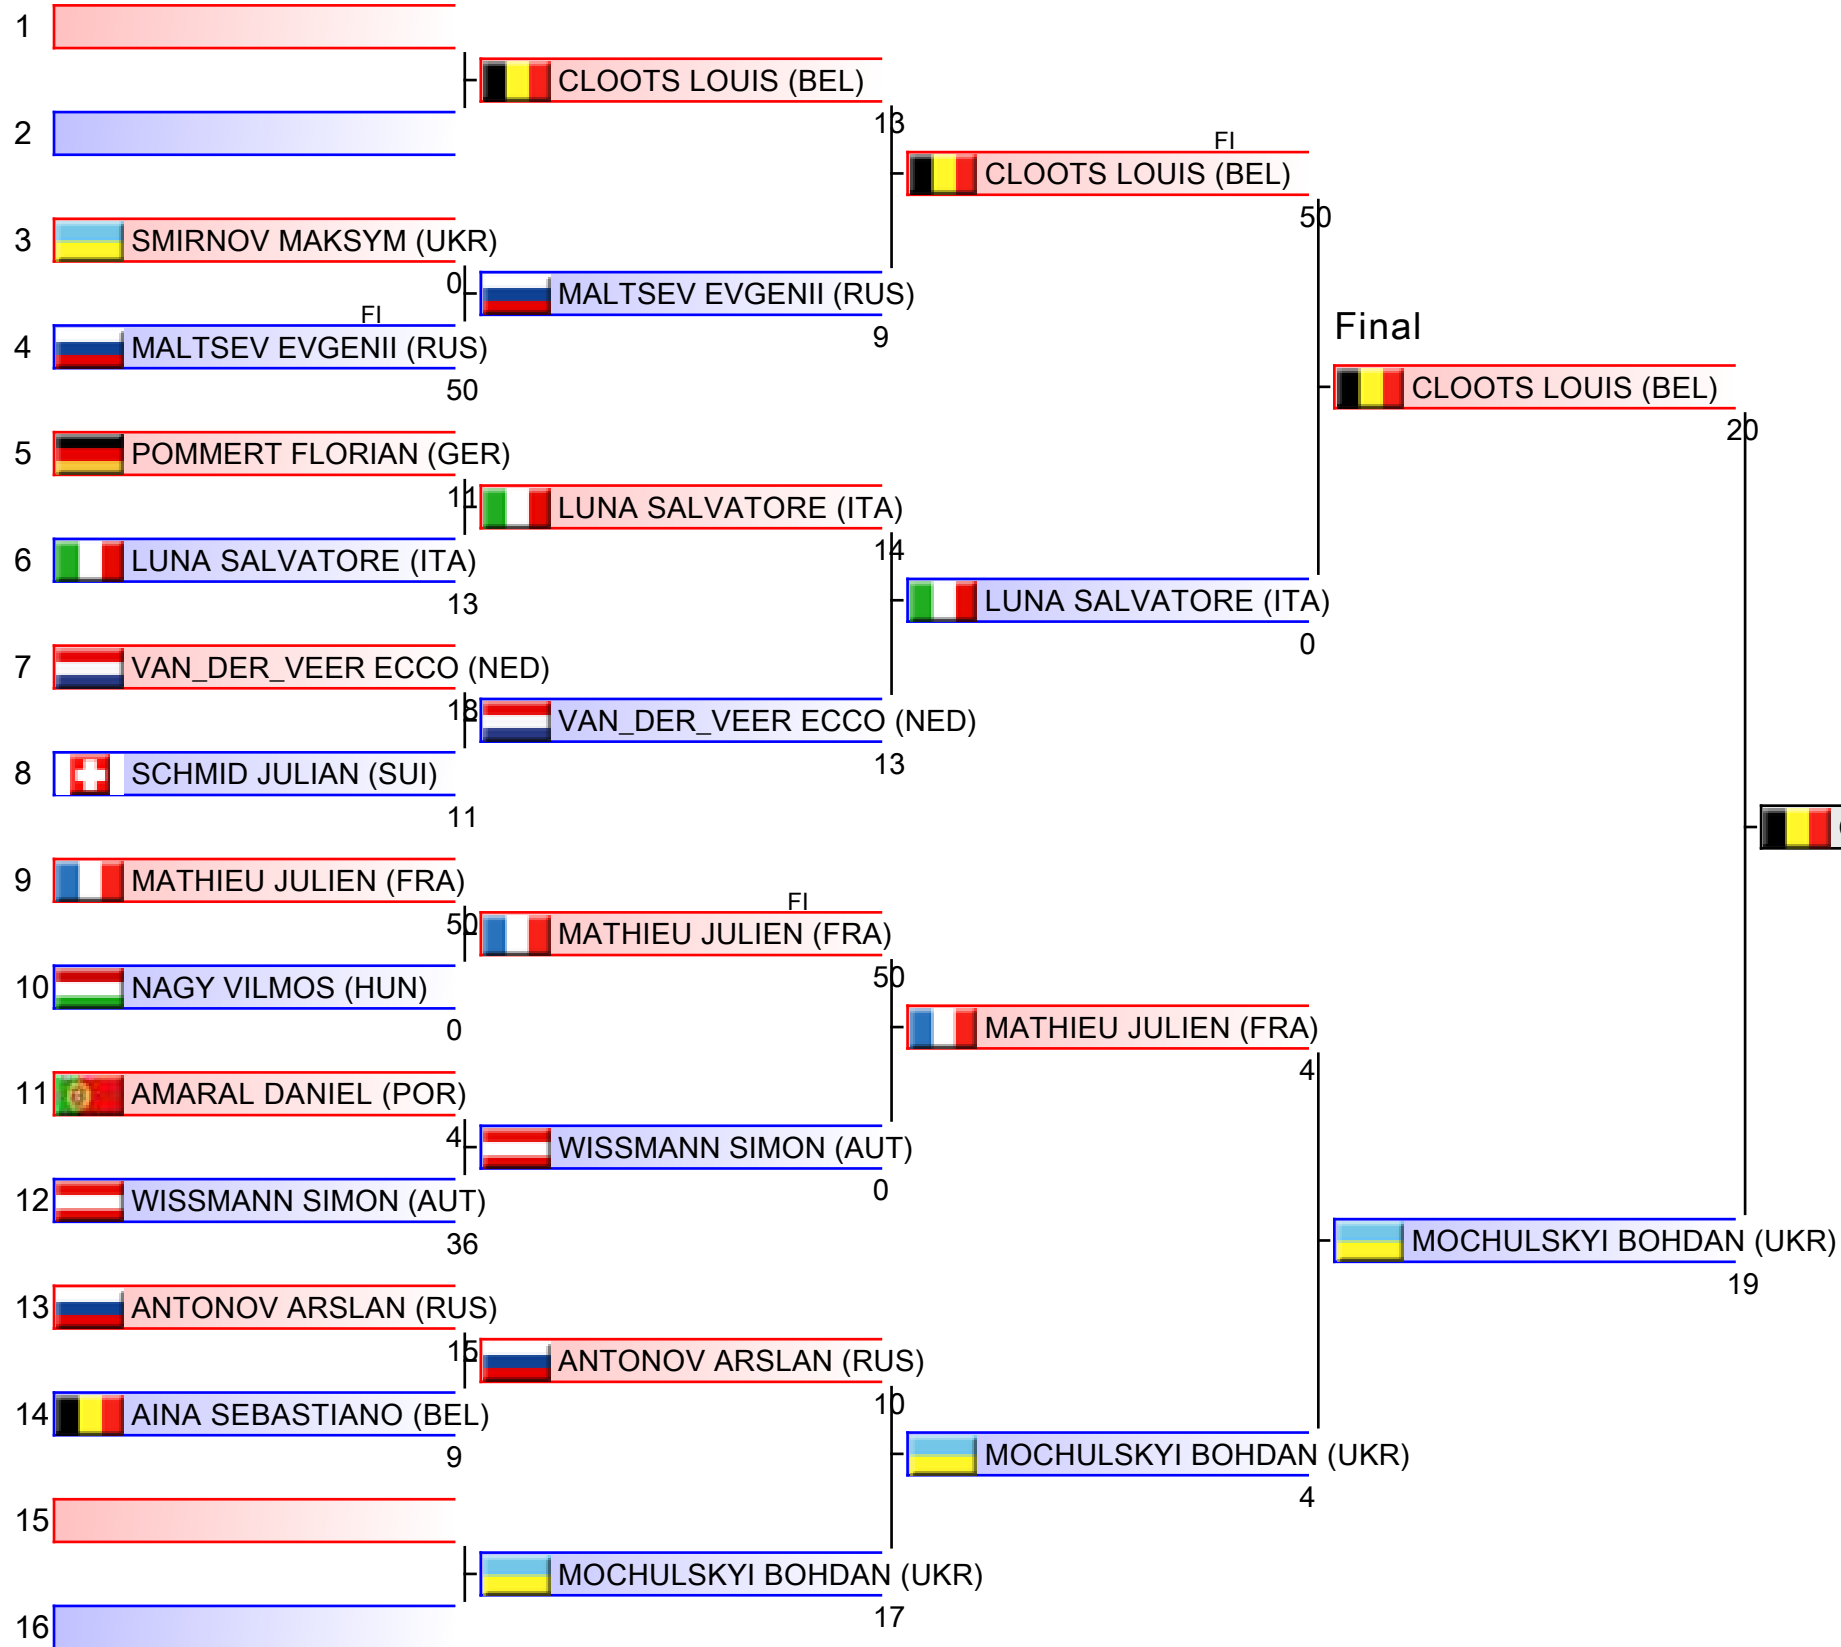 1
CLOOTS LOUIS (BEL)
13
2
FI
CLOOTS LOUIS (BEL)
50
3 SMIRNOV MAKSYM (UKR)
0
MALTSEV EVGENII (RUS)
9
FI
4 MALTSEV EVGENII (RUS)
50
Final
CLOOTS LOUIS (BEL)
20
5 POMMERT FLORIAN (GER)
11
LUNA SALVATORE (ITA)
14
6 LUNA SALVATORE (ITA)
13
LUNA SALVATORE (ITA)
0
7 VAN_DER_VEER ECCO (NED)
18
VAN_DER_VEER ECCO (NED)
13
8 SCHMID JULIAN (SUI)
11
9 MATHIEU JULIEN (FRA)
50
FI
MATHIEU JULIEN (FRA)
50
10 NAGY VILMOS (HUN)
0
MATHIEU JULIEN (FRA)
4
11 AMARAL DANIEL (POR)
4
WISSMANN SIMON (AUT)
0
12 WISSMANN SIMON (AUT)
36
MOCHULSKYI BOHDAN (UKR)
19
13 ANTONOV ARSLAN (RUS)
15
ANTONOV ARSLAN (RUS)
10
14 AINA SEBASTIANO (BEL)
9
MOCHULSKYI BOHDAN (UKR)
4
15
MOCHULSKYI BOHDAN (UKR)
17
16